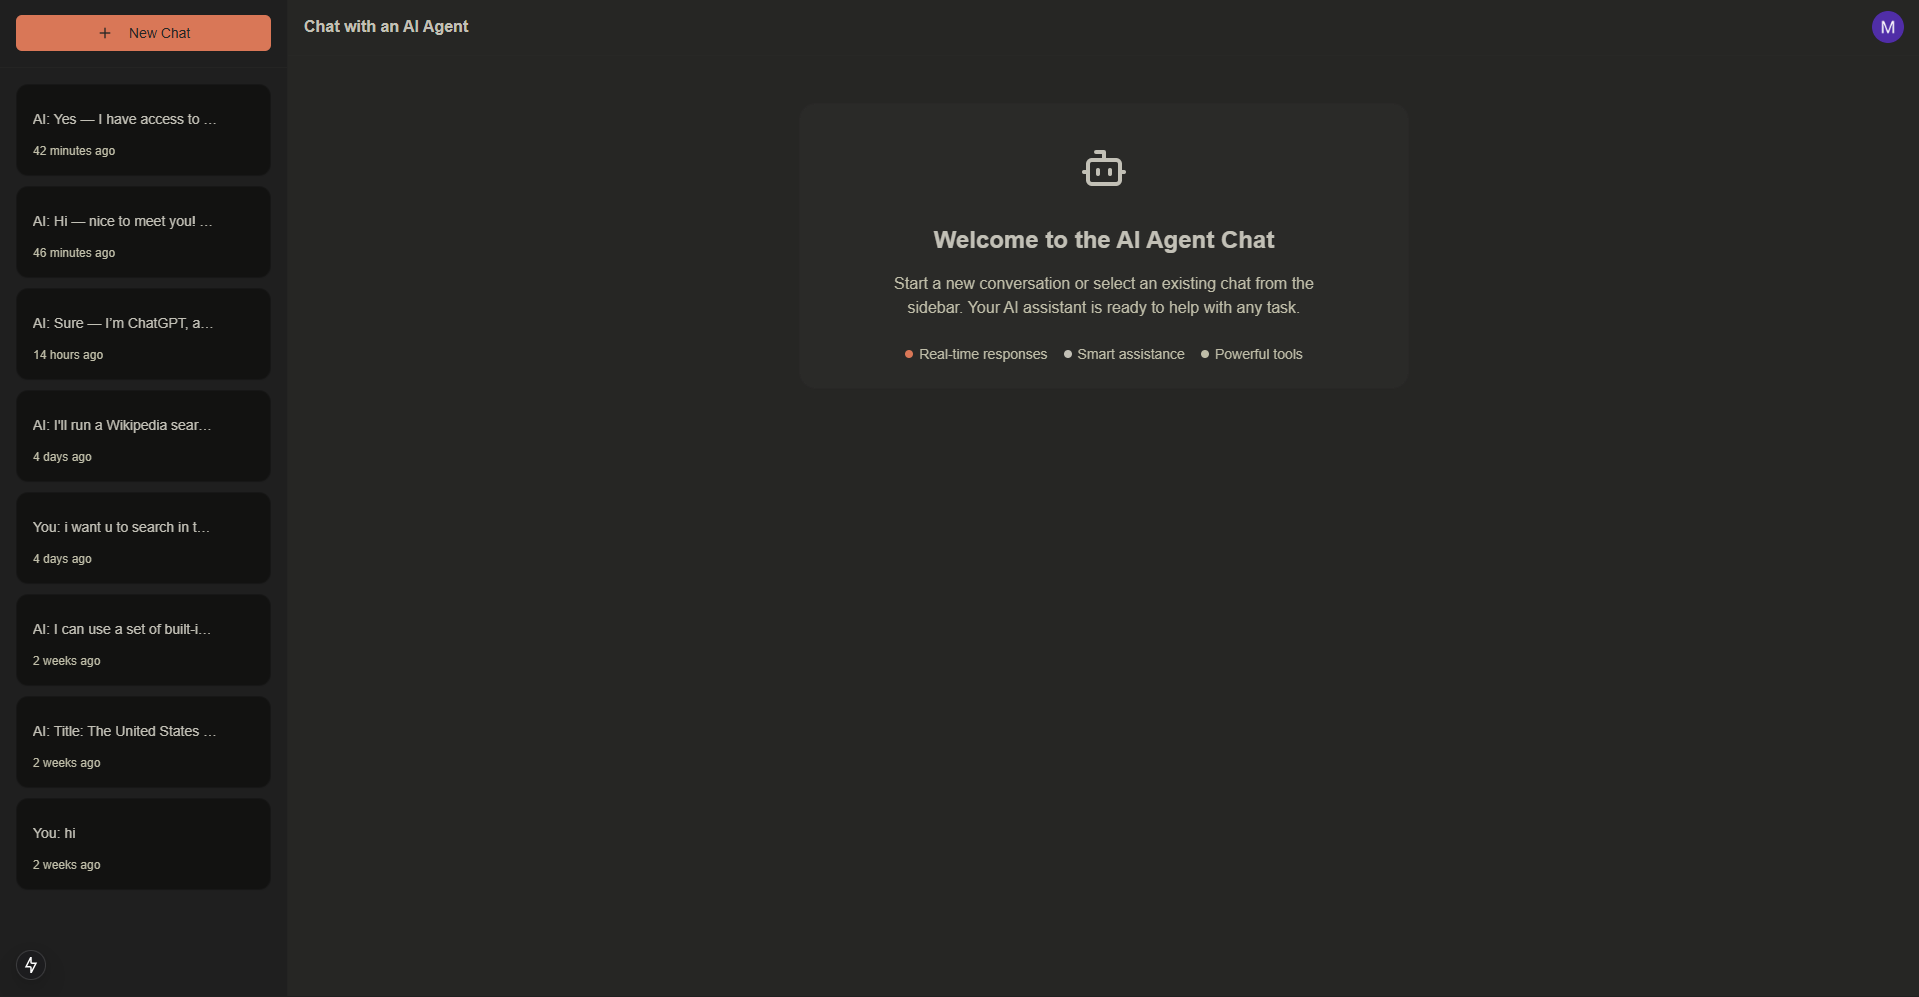 New Chat
Chat with an AI Agent
M
AI: Yes — I have access to …
42 minutes ago
AI: Hi — nice to meet you! …
46 minutes ago
AI: Sure — I'm ChatGPT, a…
14 hours ago
AI: I'll run a Wikipedia sear…
4 days ago
You: i want u to search in t…
4 days ago
AI: I can use a set of built-i…
2 weeks ago
AI: Title: The United States …
2 weeks ago
You: hi
2 weeks ago
Welcome to the AI Agent Chat
Start a new conversation or select an existing chat from the
sidebar. Your AI assistant is ready to help with any task.
Real-time responses Smart assistance Powerful tools